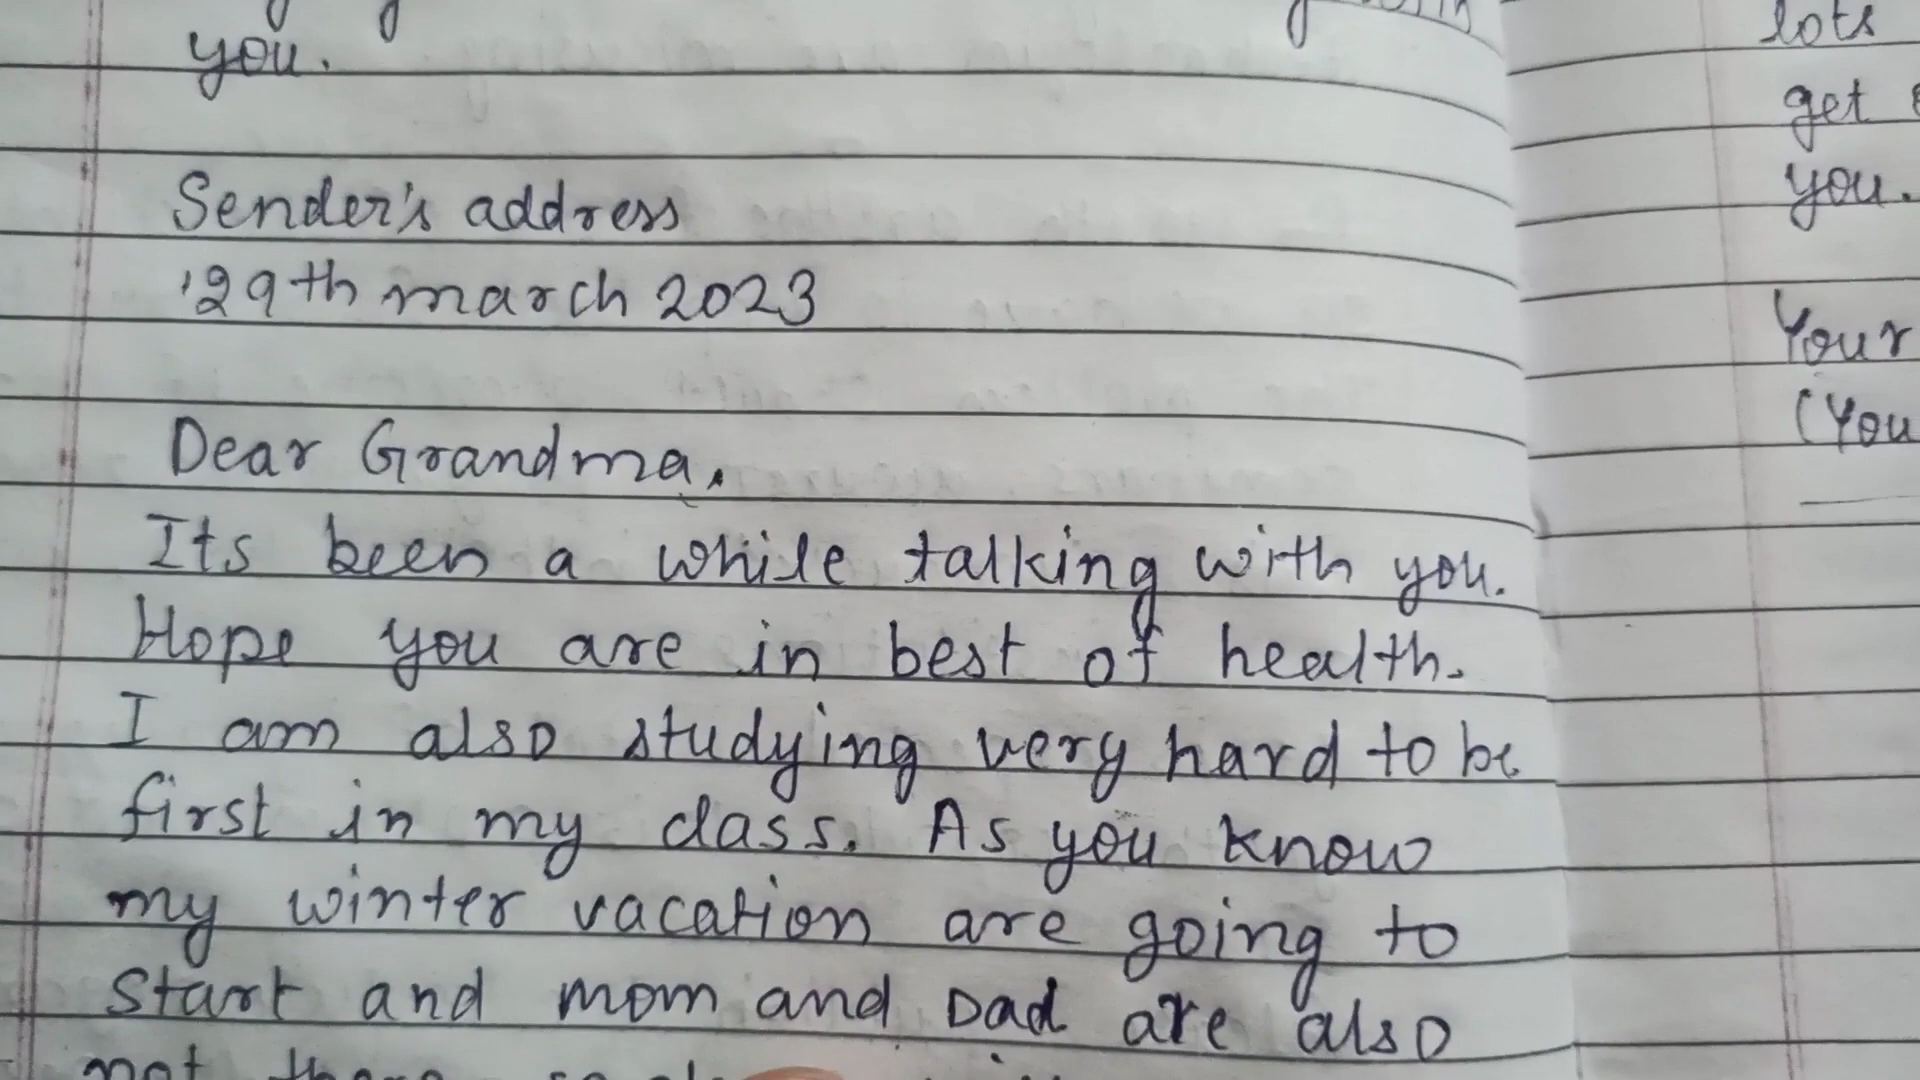 you.
Sender's address
29th march 2023
Dear Grandma,
Its been a while talking with you.
Hope you are in best of health.
I am also studying very hard to be
first in my class. As you know
my winter vacation are going to
start and mom and Dad are also
not
lots
get
you.
Your
(You